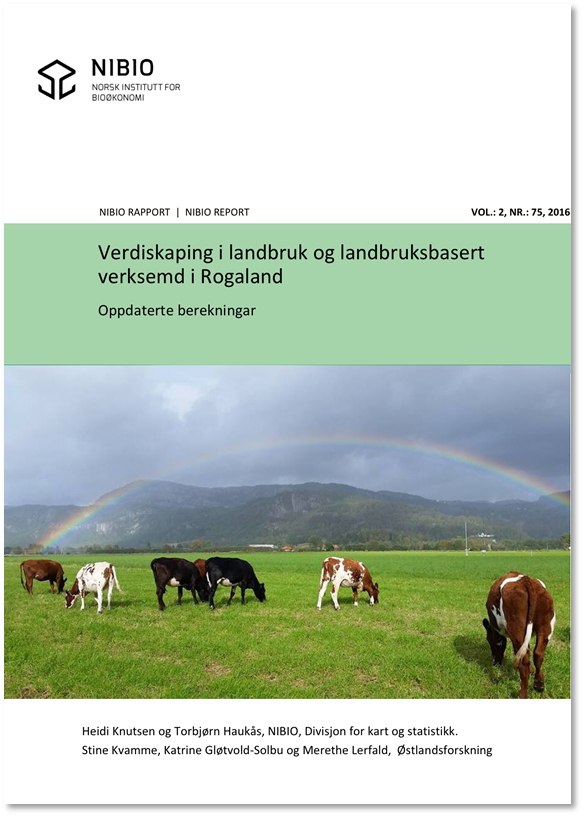 NIBIO
NORSK INSTITUTT FOR
BIOØKONOMI
NIBIO RAPPORT | NIBIO REPORT
VOL.: 2, NR.: 75, 2016
Verdiskaping i landbruk og landbruksbasert
verksemd i Rogaland
Oppdaterte berekningar
Heidi Knutsen og Torbjørn Haukås, NIBIO, Divisjon for kart og statistikk.
Stine Kvamme, Katrine Gløtvold-Solbu og Merethe Lerfald, Østlandsforskning